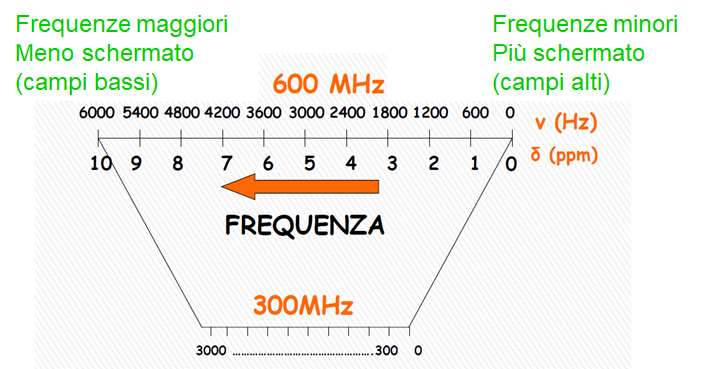 Frequenze maggiori
Meno schermato
(campi bassi)
Frequenze minori
Più schermato
(campi alti)
600 MHz
6000 5400 4800 4200 3600 3000 2400 1800 1200 600 0
ν (Hz)
10 9 8 7 6 5 4 3 2 1 0
δ (ppm)
FREQUENZA
300MHz
3000 ................................................300 0